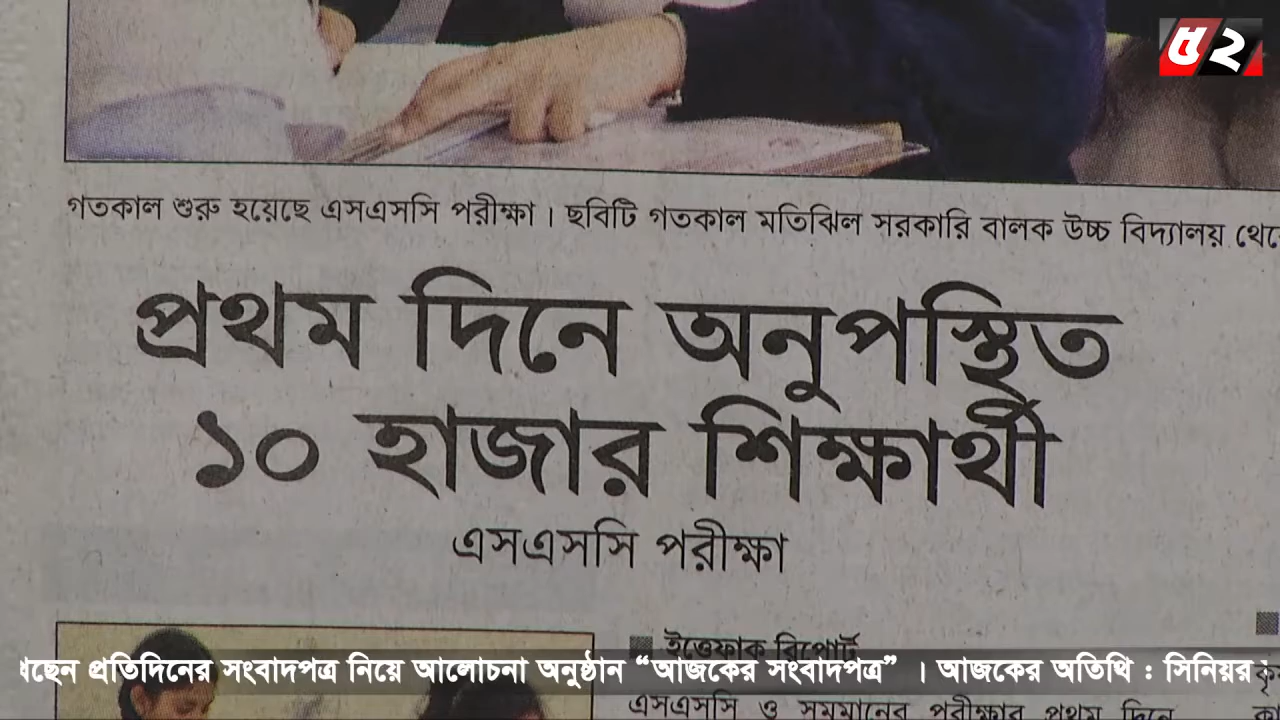 ৫২
গতকাল শুরু হয়েছে এসএসসি পরীক্ষা। ছবিটি গতকাল মতিঝিল সরকারি বালক উচ্চ বিদ্যালয়
প্রথম দিনে অনুপস্থিত
১০ হাজার শিক্ষার্থী
এসএসসি পরীক্ষা
ইত্তেফাক রিপোর্ট
প্রতিদিনের সংবাদপত্র নিয়ে আলোচনা অনুষ্ঠান “আজকের সংবাদপত্র” । আজকের অতিথি : সিনিয়র
এসএসসি ও সমমানের পরীক্ষার প্রথম দিনে